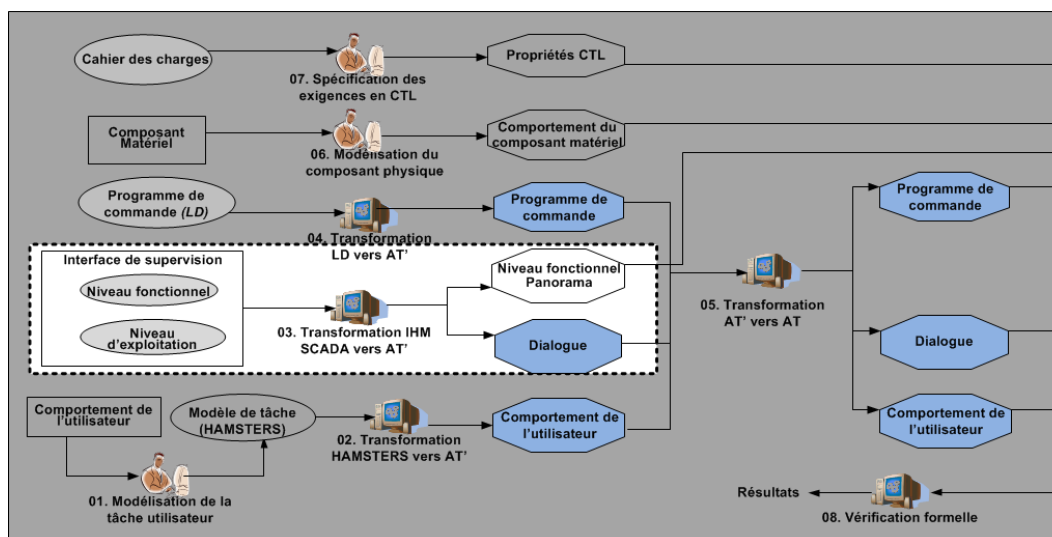 Cahier des charges
07. Spécification des
exigences en CTL
Propriétés CTL
Composant
Matériel
06. Modélisation du
composant physique
Comportement du
composant matériel
Programme de
commande (LD)
04. Transformation
LD vers AT'
Programme de
commande
Interface de supervision
Niveau fonctionnel
Niveau
d'exploitation
03. Transformation IHM
SCADA vers AT'
Niveau fonctionnel
Panorama
Dialogue
05. Transformation
AT' vers AT
Programme de
commande
Dialogue
Comportement de
l'utilisateur
Comportement de
l'utilisateur
Modèle de tâche
(HAMSTERS)
02. Transformation
HAMSTERS vers AT'
Comportement de
l'utilisateur
01. Modélisation de la
tâche utilisateur
Résultats
08. Vérification formelle